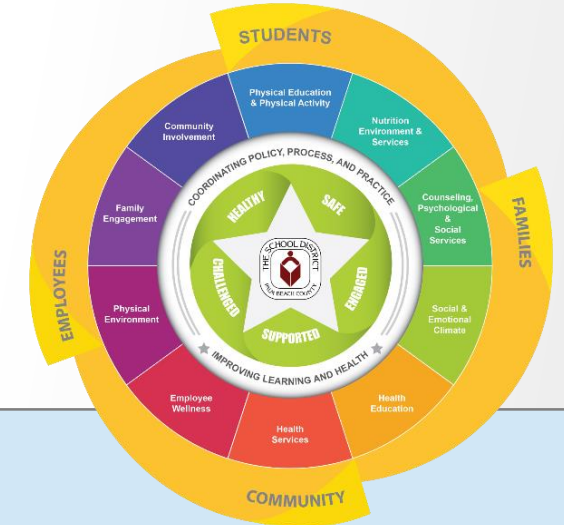 STUDENTS
Physical Education
& Physical Activity
Nutrition
Environment &
Services
Counseling,
Psychological
&
Social
Services
Social &
Emotional
Climate
Health
Education
Health
Services
Employee
Wellness
Physical
Environment
Family
Engagement
Community
Involvement
FAMILIES
COMMUNITY
EMPLOYEES
COORDINATING POLICY, PROCESS, AND PRACTICE
IMPROVING LEARNING AND HEALTH
HEALTHY
SAFE
ENGAGED
SUPPORTED
CHALLENGED
THE SCHOOL DISTRICT
PALM BEACH COUNTY